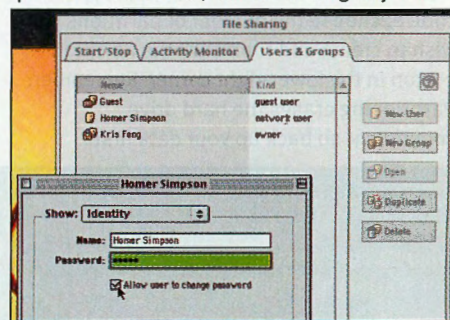 File Sharing
Start/Stop Activity Monitor Users & Groups
Name Kind
Guest guest user
Homer Simpson network user
Kris Fong owner
New User
New Group
Open
Duplicate
Delete
Homer Simpson
Show: Identity
Name: Homer Simpson
Password: •••••
Allow user to change password